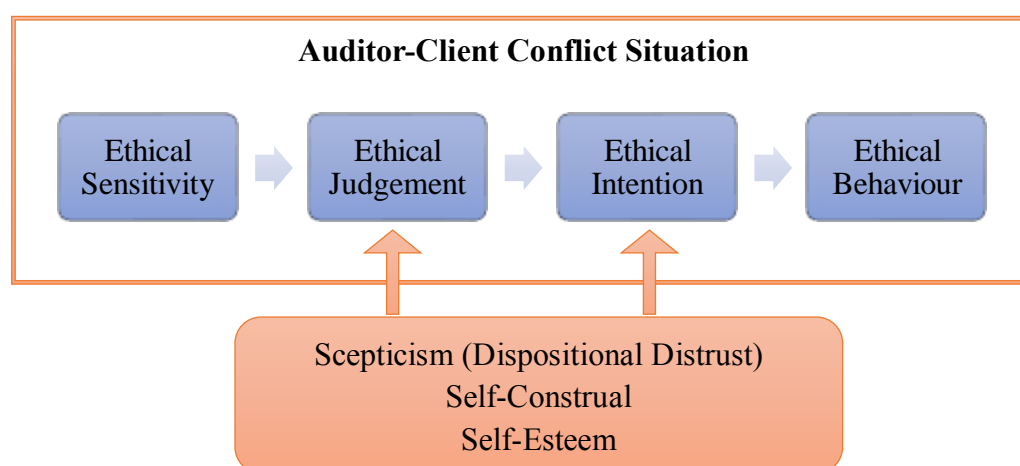 Auditor-Client Conflict Situation
Ethical
Sensitivity
Ethical
Judgement
Ethical
Intention
Ethical
Behaviour
Scepticism (Dispositional Distrust)
Self-Construal
Self-Esteem